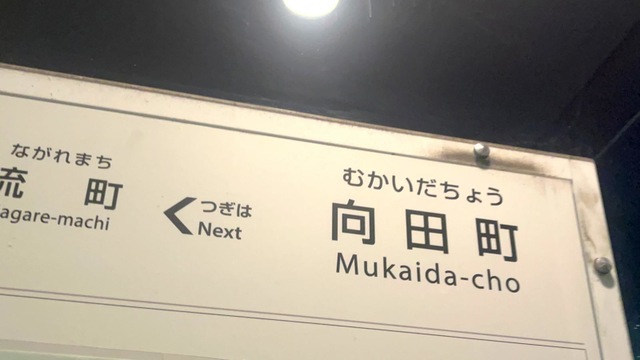 ながれまち
流町
agare-machi
つぎは
Next
むかいだちょう
向田町
Mukaida-cho